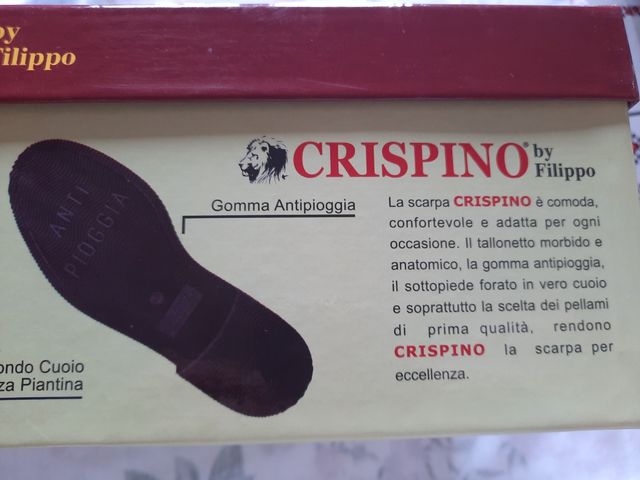 by
Filippo
ANTI
PIOGGIA
CRISPINO® by
Filippo
Gomma Antipioggia
La scarpa CRISPINO è comoda,
confortevole e adatta per ogni
occasione. Il tallonetto morbido e
anatomico, la gomma antipioggia,
il sottopiede forato in vero cuoio
e soprattutto la scelta dei pellami
di prima qualità, rendono
CRISPINO la scarpa per
eccellenza.
ondo Cuoio
za Piantina